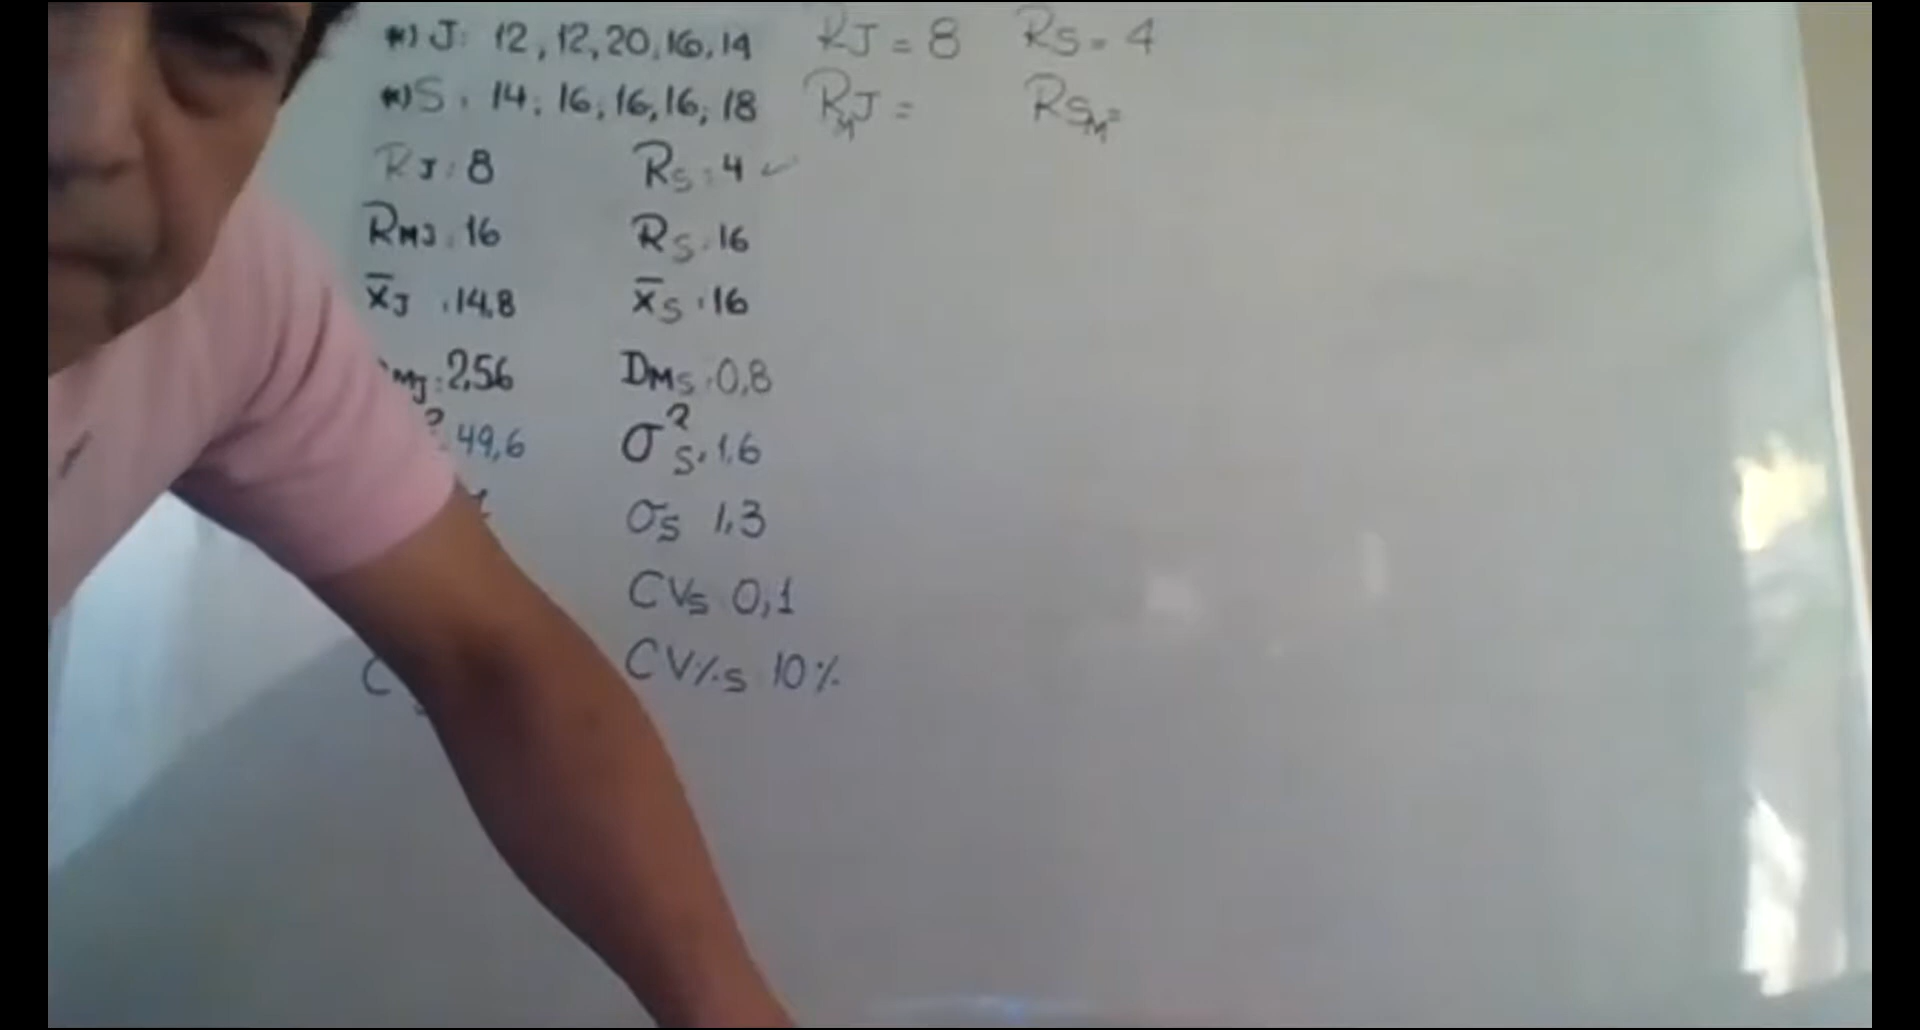 *) J: 12, 12, 20, 16, 14 RJ = 8 RS = 4
*) S: 14; 16; 16, 16; 18 RMJ = RSM=
RJ: 8 RS: 4 ✓
RMJ: 16 RS: 16
x̄J: 14,8 x̄S: 16
MJ: 2,56 DMS: 0,8
2: 49,6 σ²S: 1,6
σS 1,3
CVS 0,1
C CV%S 10%